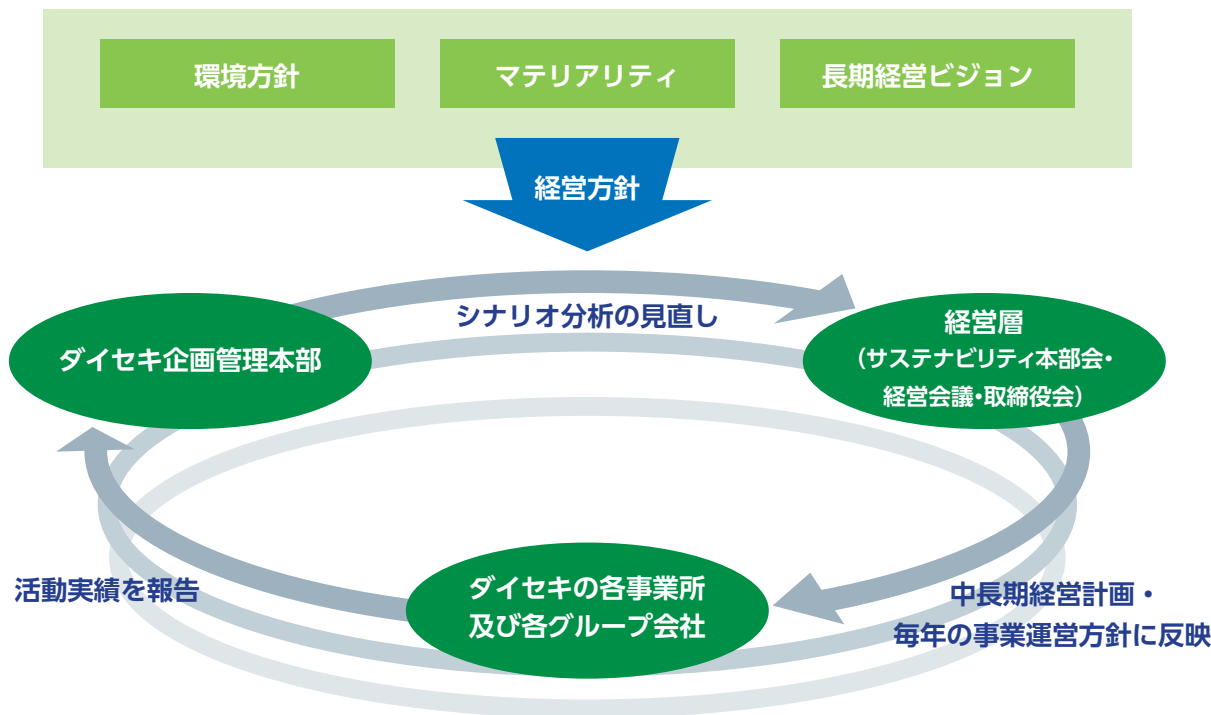 環境方針
マテリアリティ
長期経営ビジョン
経営方針
シナリオ分析の見直し
ダイセキ企画管理本部
経営層
（サステナビリティ本部会・
経営会議・取締役会）
活動実績を報告
ダイセキの各事業所
及び各グループ会社
中長期経営計画・
毎年の事業運営方針に反映